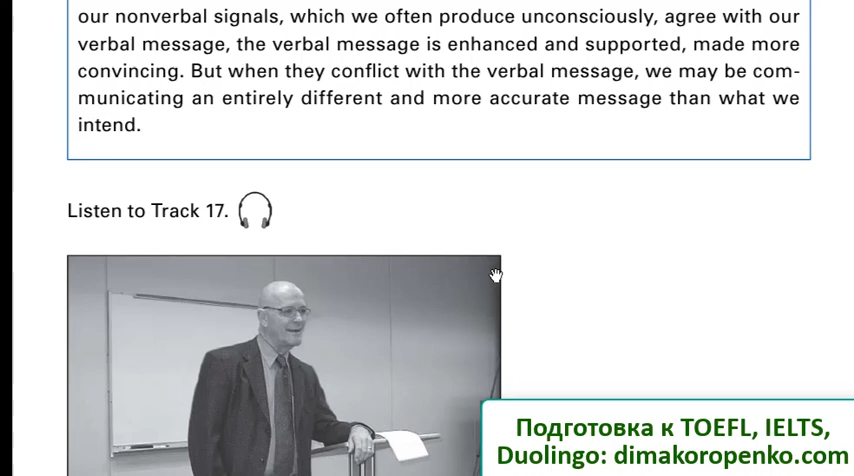 our nonverbal signals, which we often produce unconsciously, agree with our
verbal message, the verbal message is enhanced and supported, made more
convincing. But when they conflict with the verbal message, we may be com-
municating an entirely different and more accurate message than what we
intend.
Listen to Track 17.
Подготовка к TOEFL, IELTS,
Duolingo: dimakoropenko.com